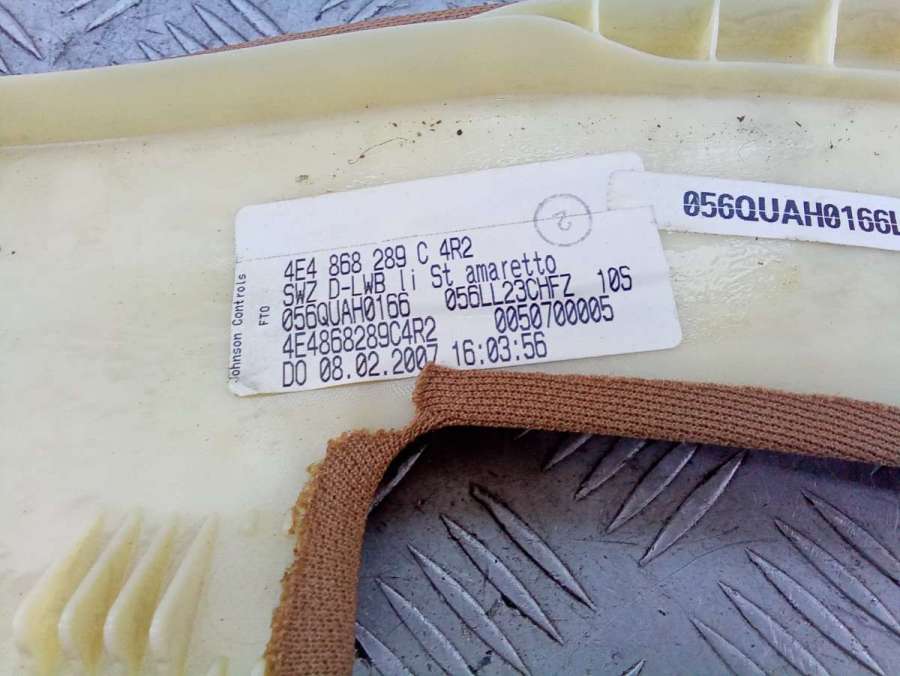 Johnson Controls
FTO
2
4E4 868 289 C 4R2
SWZ D-LWB li St amaretto
056QUAH0166 056LL23CHFZ 10S
4E4868289C4R2 0050700005
DO 08.02.2007 16:03:56
056QUAH0166L